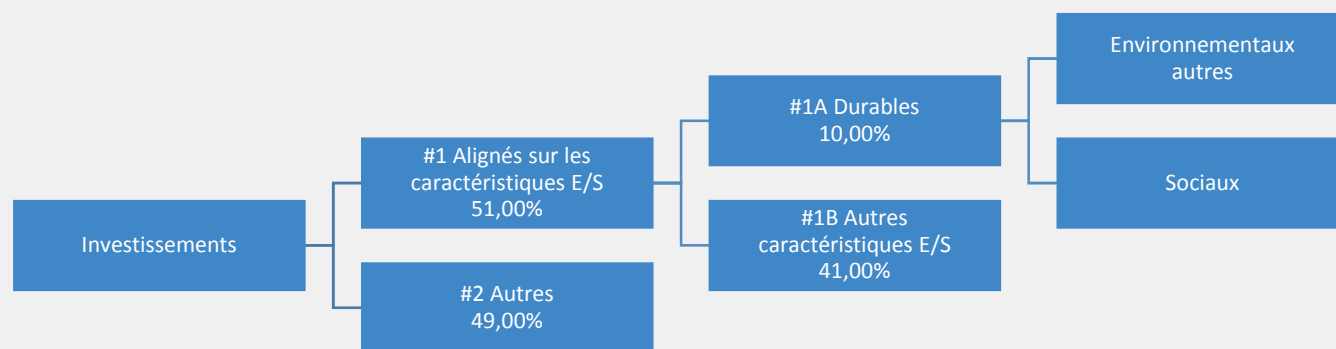 Investissements
#1 Alignés sur les
caractéristiques E/S
51,00%
#2 Autres
49,00%
#1A Durables
10,00%
#1B Autres
caractéristiques E/S
41,00%
Environnementaux
autres
Sociaux